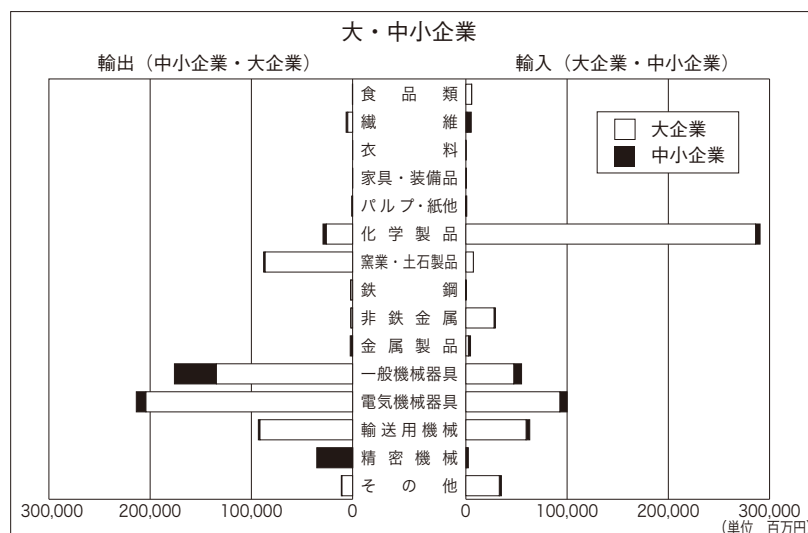 大・中小企業
輸出（中小企業・大企業）
輸入（大企業・中小企業）
大企業
中小企業
食品類
繊維
衣料
家具・装備品
パルプ・紙他
化学製品
窯業・土石製品
鉄鋼
非鉄金属
金属製品
一般機械器具
電気機械器具
輸送用機械
精密機械
その他
300,000 200,000 100,000 0 0 100,000 200,000 300,000
（単位　百万円）